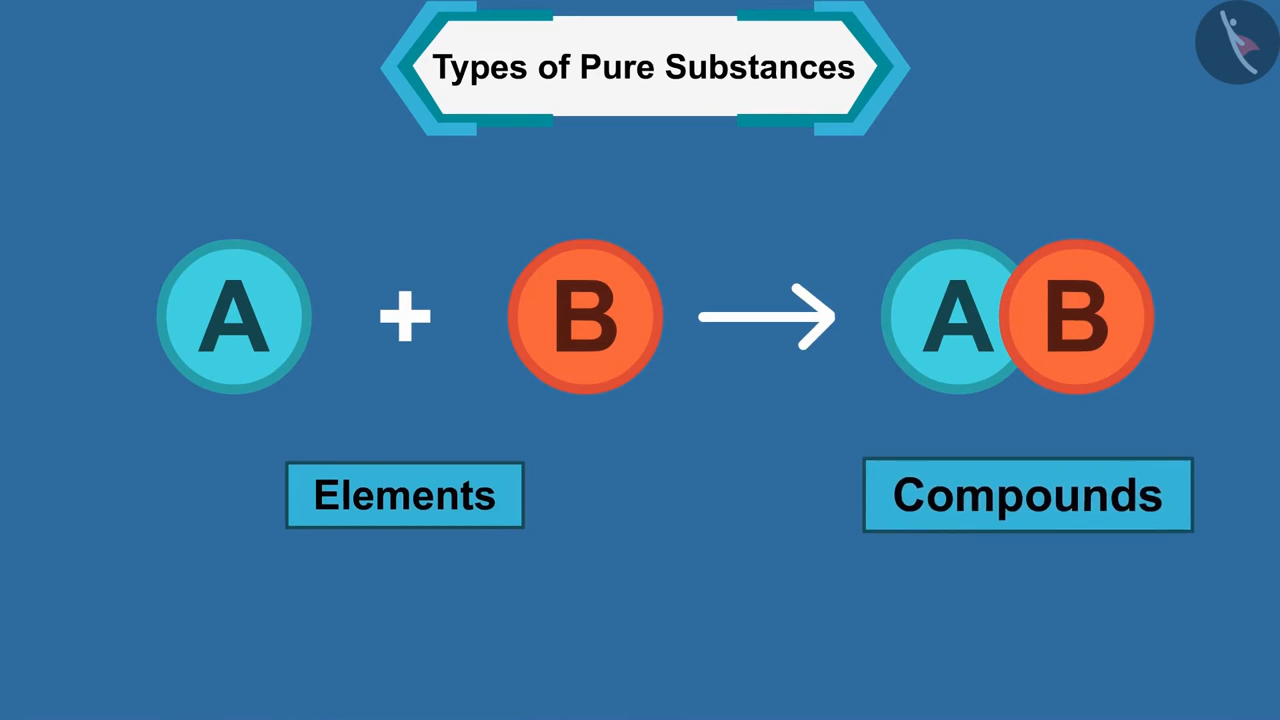 Types of Pure Substances
A + B → A B
Elements
Compounds